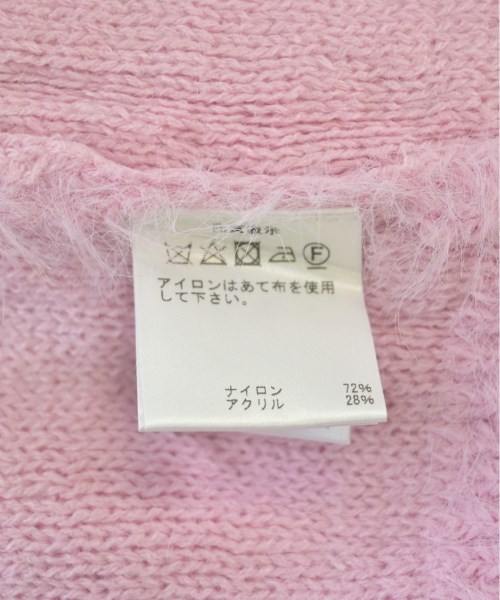 F
アイロンはあて布を使用
して下さい。
ナイロン 72%
アクリル 28%